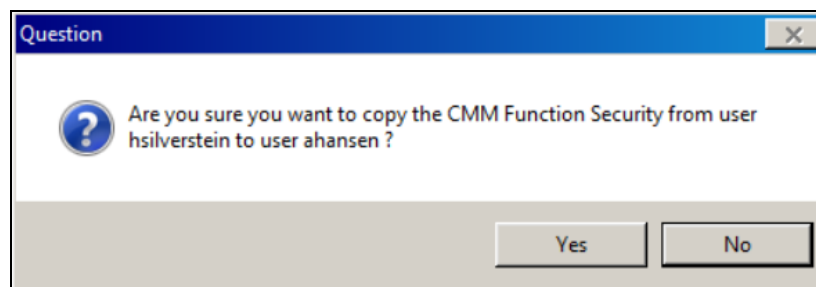 Question
Are you sure you want to copy the CMM Function Security from user
hsilverstein to user ahansen ?
Yes
No